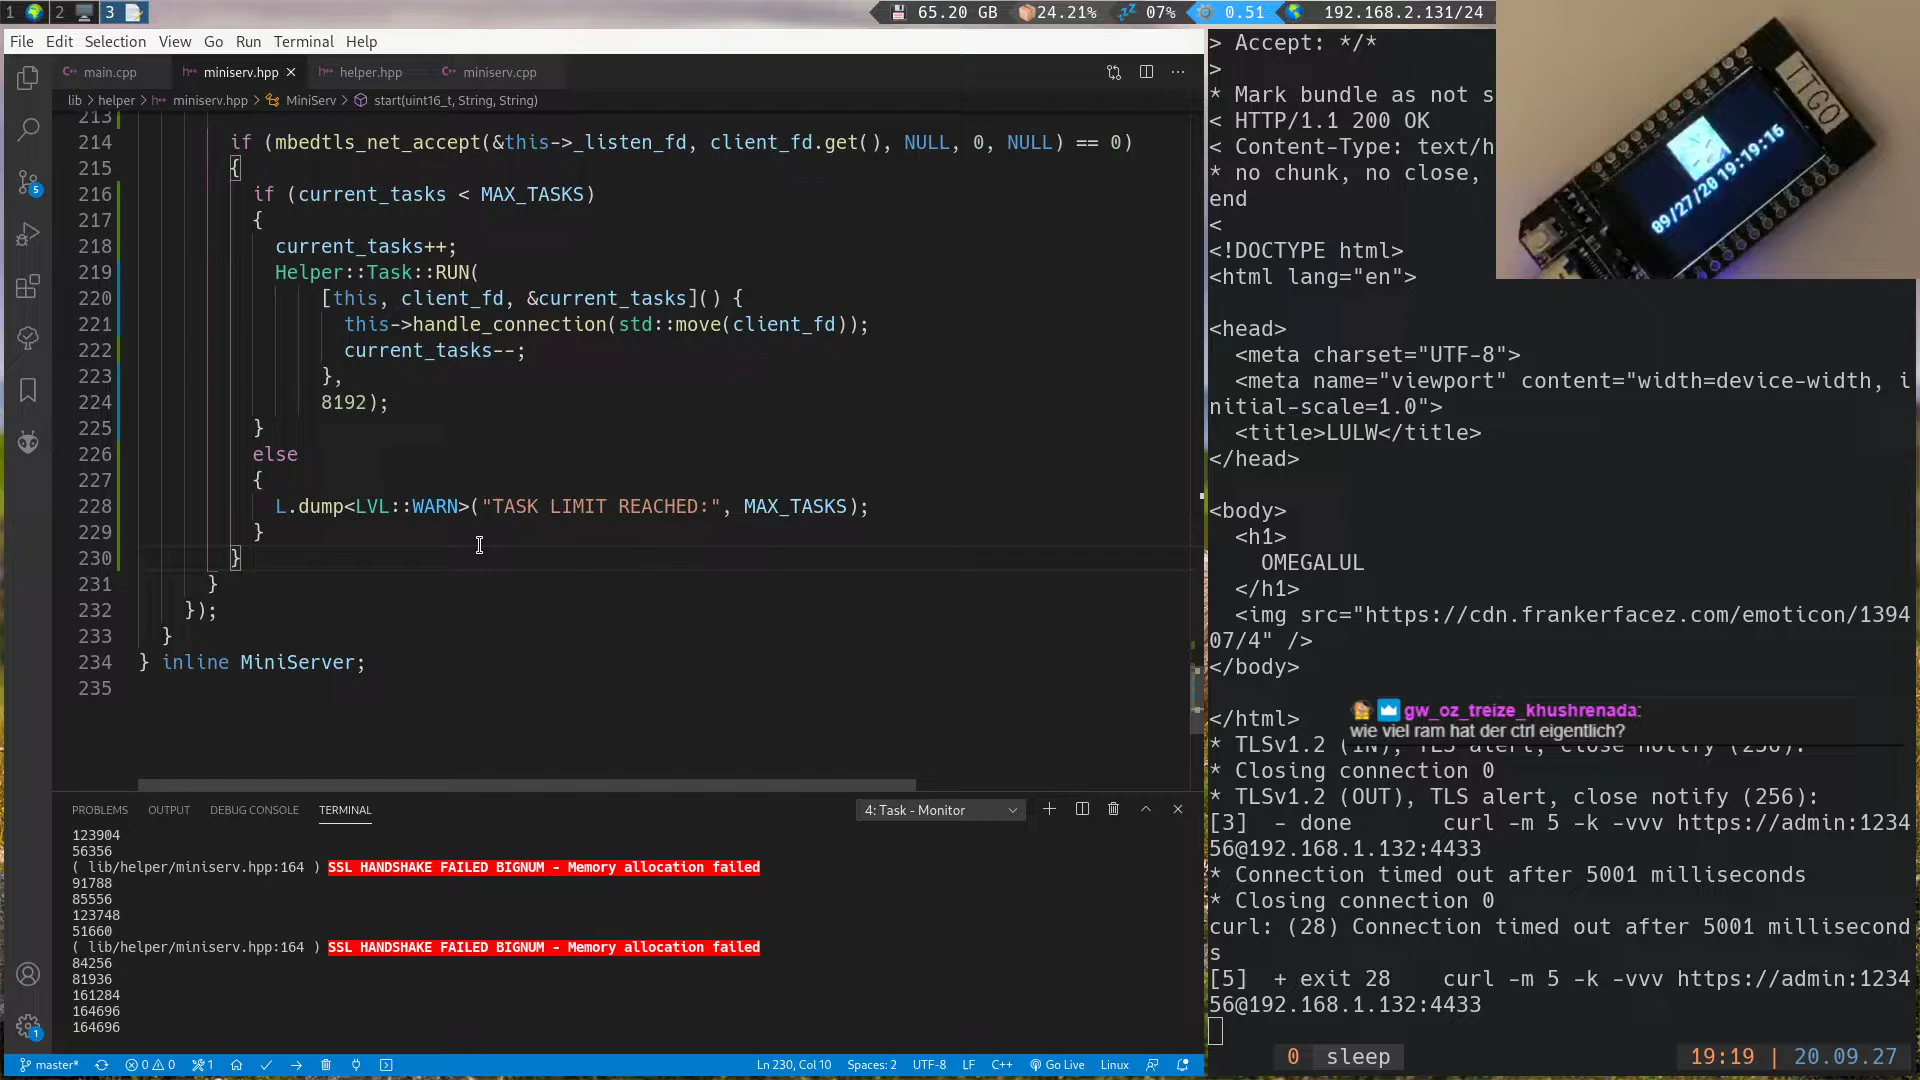 1 2 3
65.20 GB 24.21% 07% 0.51 192.168.2.131/24
File Edit Selection View Go Run Terminal Help
main.cpp miniserv.hpp helper.hpp miniserv.cpp
lib > helper > miniserv.hpp > MiniServ > start(uint16_t, String, String)
213
214 if (mbedtls_net_accept(&this->_listen_fd, client_fd.get(), NULL, 0, NULL) == 0)
215 {
216 if (current_tasks < MAX_TASKS)
217 {
218 current_tasks++;
219 Helper::Task::RUN(
220 [this, client_fd, &current_tasks]() {
221 this->handle_connection(std::move(client_fd));
222 current_tasks--;
223 },
224 8192);
225 }
226 else
227 {
228 L.dump<LVL::WARN>("TASK LIMIT REACHED:", MAX_TASKS);
229 }
230 }
231 }
232 });
233 }
234 } inline MiniServer;
235
PROBLEMS OUTPUT DEBUG CONSOLE TERMINAL 4: Task - Monitor
123904
56356
( lib/helper/miniserv.hpp:164 ) SSL HANDSHAKE FAILED BIGNUM - Memory allocation failed
91788
85556
123748
51660
( lib/helper/miniserv.hpp:164 ) SSL HANDSHAKE FAILED BIGNUM - Memory allocation failed
84256
81936
161284
164696
164696
5
1
master* 0 0 1 Ln 230, Col 10 Spaces: 2 UTF-8 LF C++ Go Live Linux
> Accept: */*
>
* Mark bundle as not s
< HTTP/1.1 200 OK
< Content-Type: text/h
* no chunk, no close,
end
<
<!DOCTYPE html>
<html lang="en">
<head>
<meta charset="UTF-8">
<meta name="viewport" content="width=device-width, i
nitial-scale=1.0">
<title>LULW</title>
</head>
<body>
<h1>
OMEGALUL
</h1>
<img src="https://cdn.frankerfacez.com/emoticon/1394
07/4" />
</body>
</html>
gw_oz_treize_khushrenada:
wie viel ram hat der ctrl eigentlich?
* TLSv1.2 (IN), TLS alert, close notify (256):
* Closing connection 0
* TLSv1.2 (OUT), TLS alert, close notify (256):
[3] - done curl -m 5 -k -vvv https://admin:1234
56@192.168.1.132:4433
* Connection timed out after 5001 milliseconds
* Closing connection 0
curl: (28) Connection timed out after 5001 millisecond
s
[5] + exit 28 curl -m 5 -k -vvv https://admin:1234
56@192.168.1.132:4433
0 sleep 19:19 | 20.09.27
TTGO
09/27/20 19:19:16